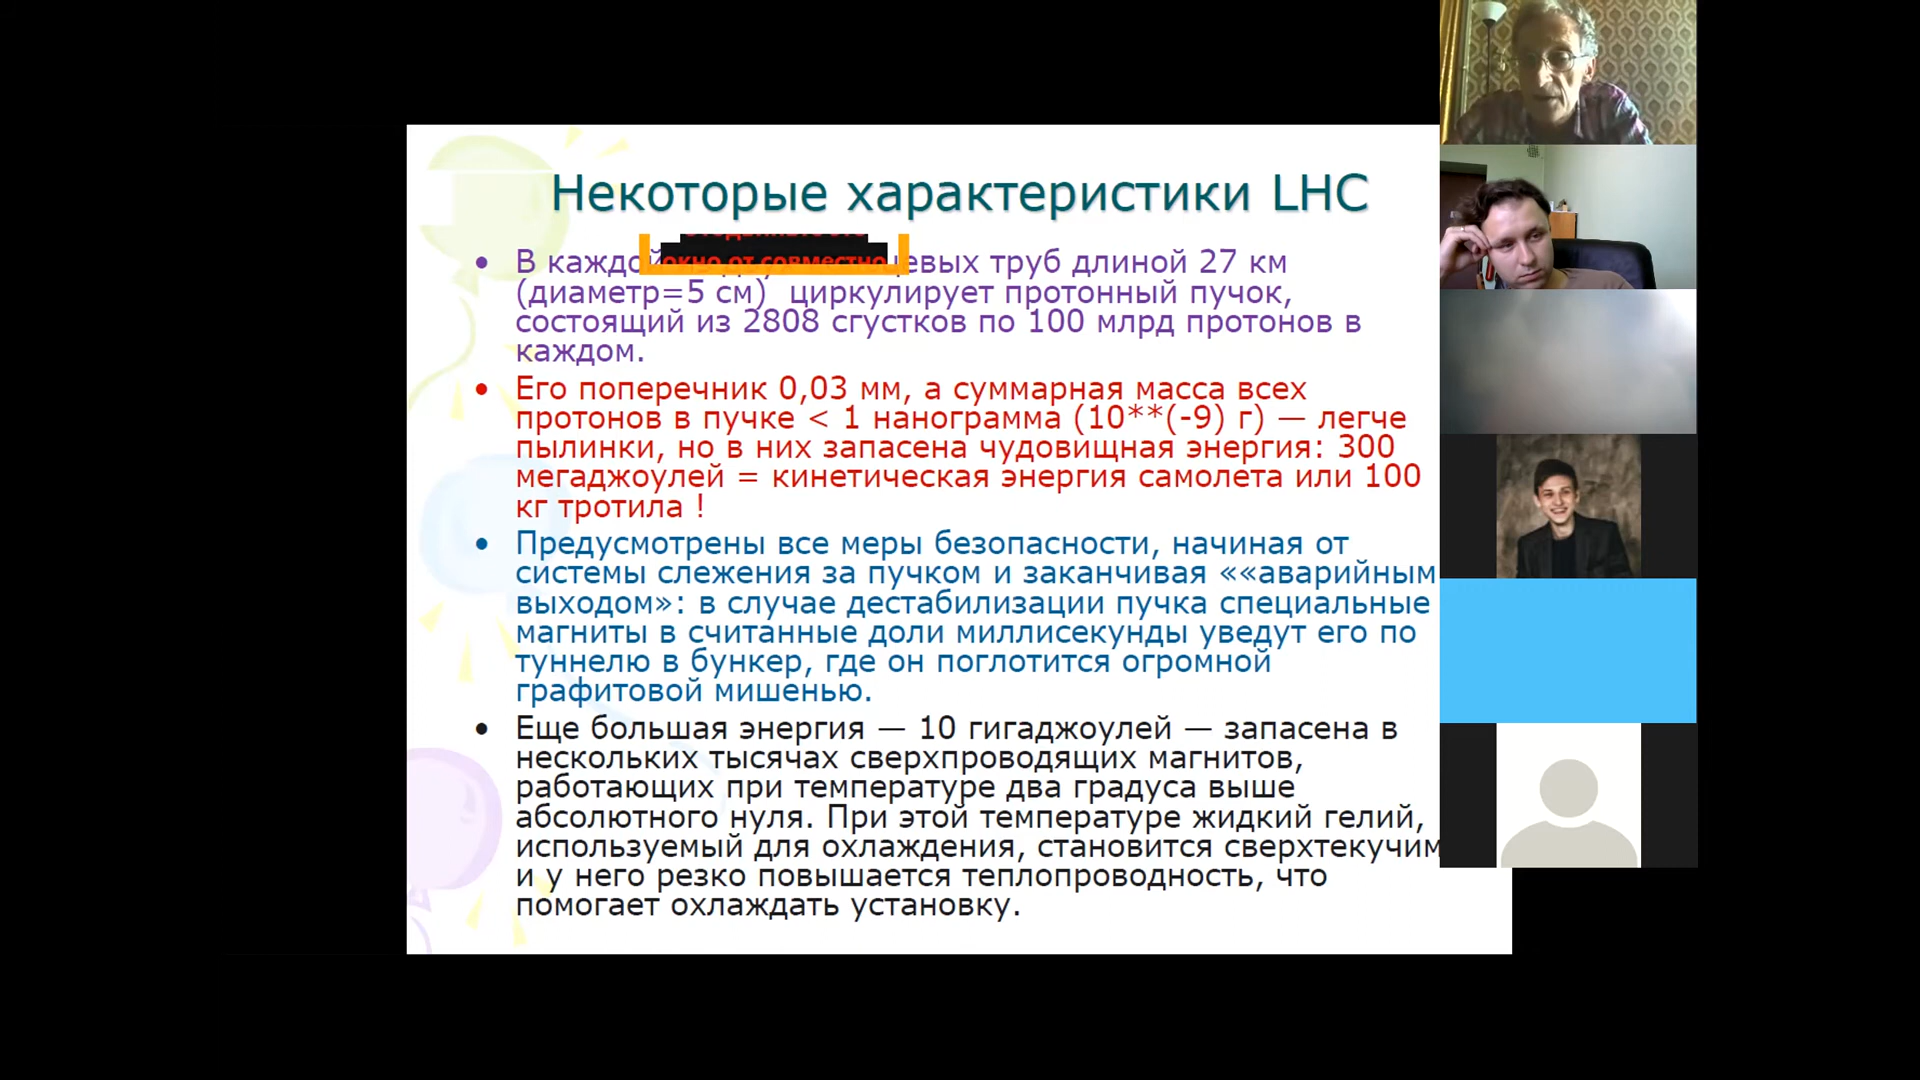 Некоторые характеристики LHC
• В каждой
окно от совместно
труб длиной 27 км
(диаметр=5 см) циркулирует протонный пучок,
состоящий из 2808 сгустков по 100 млрд протонов в
каждом.
• Его поперечник 0,03 мм, а суммарная масса всех
протонов в пучке < 1 нанограмма (10**(-9) г) — легче
пылинки, но в них запасена чудовищная энергия: 300
мегаджоулей = кинетическая энергия самолета или 100
кг тротила !
• Предусмотрены все меры безопасности, начиная от
системы слежения за пучком и заканчивая ««аварийным
выходом»: в случае дестабилизации пучка специальные
магниты в считанные доли миллисекунды уведут его по
туннелю в бункер, где он поглотится огромной
графитовой мишенью.
• Еще большая энергия — 10 гигаджоулей — запасена в
нескольких тысячах сверхпроводящих магнитов,
работающих при температуре два градуса выше
абсолютного нуля. При этой температуре жидкий гелий,
используемый для охлаждения, становится сверхтекучим
и у него резко повышается теплопроводность, что
помогает охлаждать установку.